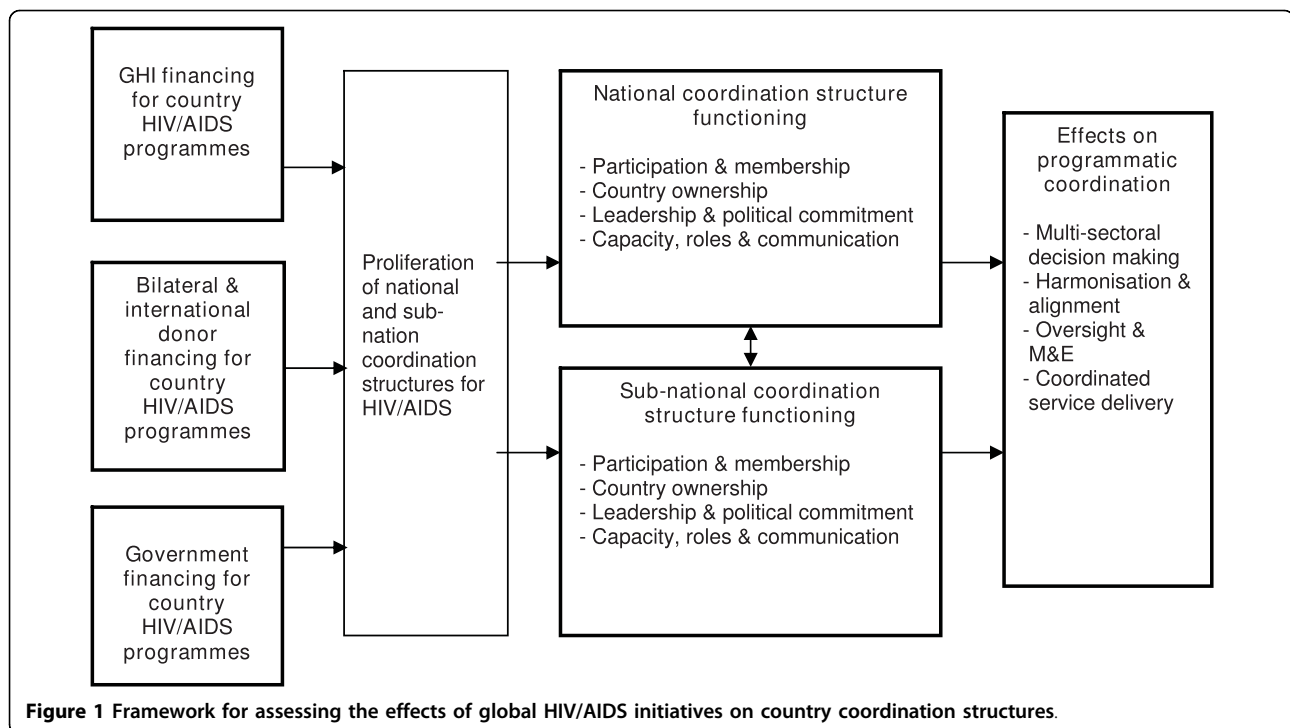 GHI financing
for country
HIV/AIDS
programmes
Bilateral &
international
donor
financing for
country
HIV/AIDS
programmes
Government
financing for
country
HIV/AIDS
programmes
Proliferation
of national
and sub-
nation
coordination
structures for
HIV/AIDS
National coordination structure
functioning
- Participation & membership
- Country ownership
- Leadership & political commitment
- Capacity, roles & communication
Sub-national coordination
structure functioning
- Participation & membership
- Country ownership
- Leadership & political commitment
- Capacity, roles & communication
Effects on
programmatic
coordination
- Multi-sectoral
decision making
- Harmonisation &
alignment
- Oversight &
M&E
- Coordinated
service delivery
Figure 1 Framework for assessing the effects of global HIV/AIDS initiatives on country coordination structures.